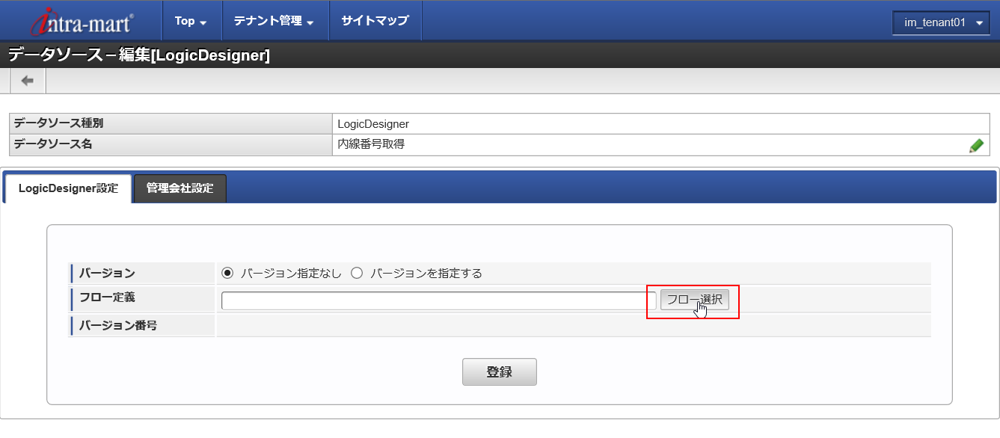 intra-mart®
Top
テナント管理
サイトマップ
im_tenant01
データソース－編集[LogicDesigner]
データソース種別
LogicDesigner
データソース名
内線番号取得
LogicDesigner設定
管理会社設定
バージョン
バージョン指定なし
バージョンを指定する
フロー定義
フロー選択
バージョン番号
登録